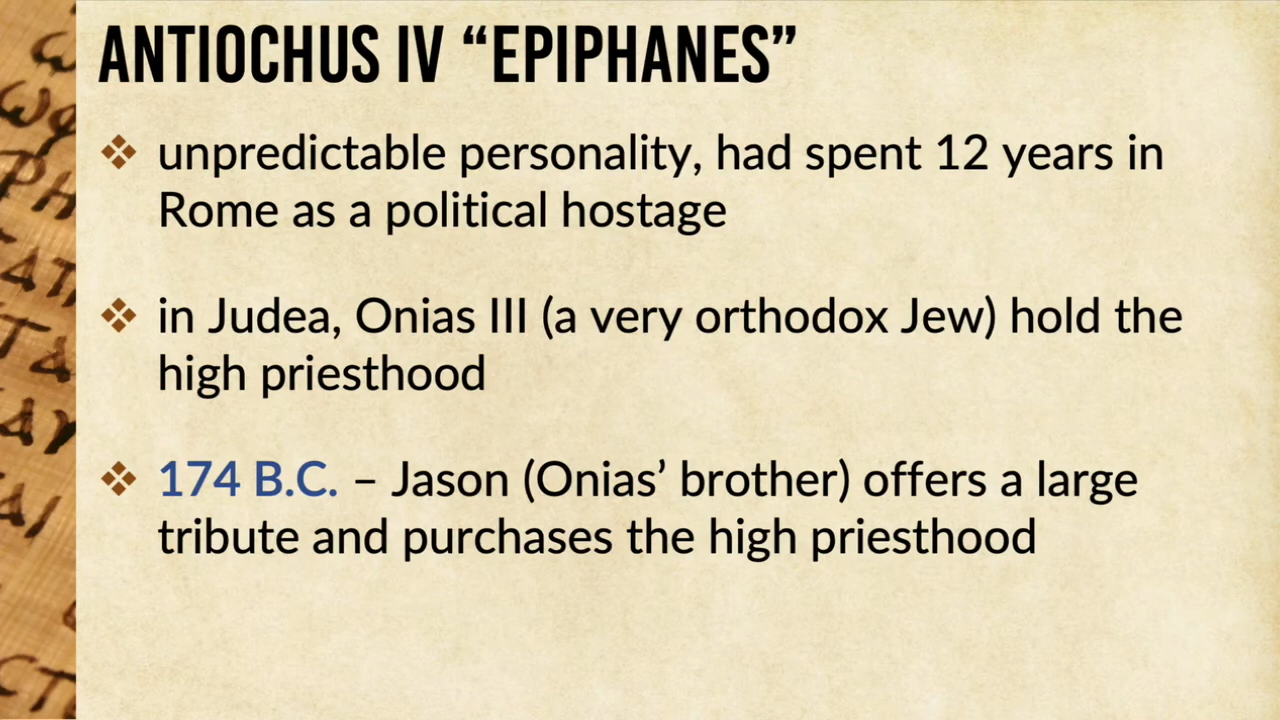 ANTIOCHUS IV “EPIPHANES”
❖ unpredictable personality, had spent 12 years in
Rome as a political hostage
❖ in Judea, Onias III (a very orthodox Jew) hold the
high priesthood
❖ 174 B.C. – Jason (Onias’ brother) offers a large
tribute and purchases the high priesthood